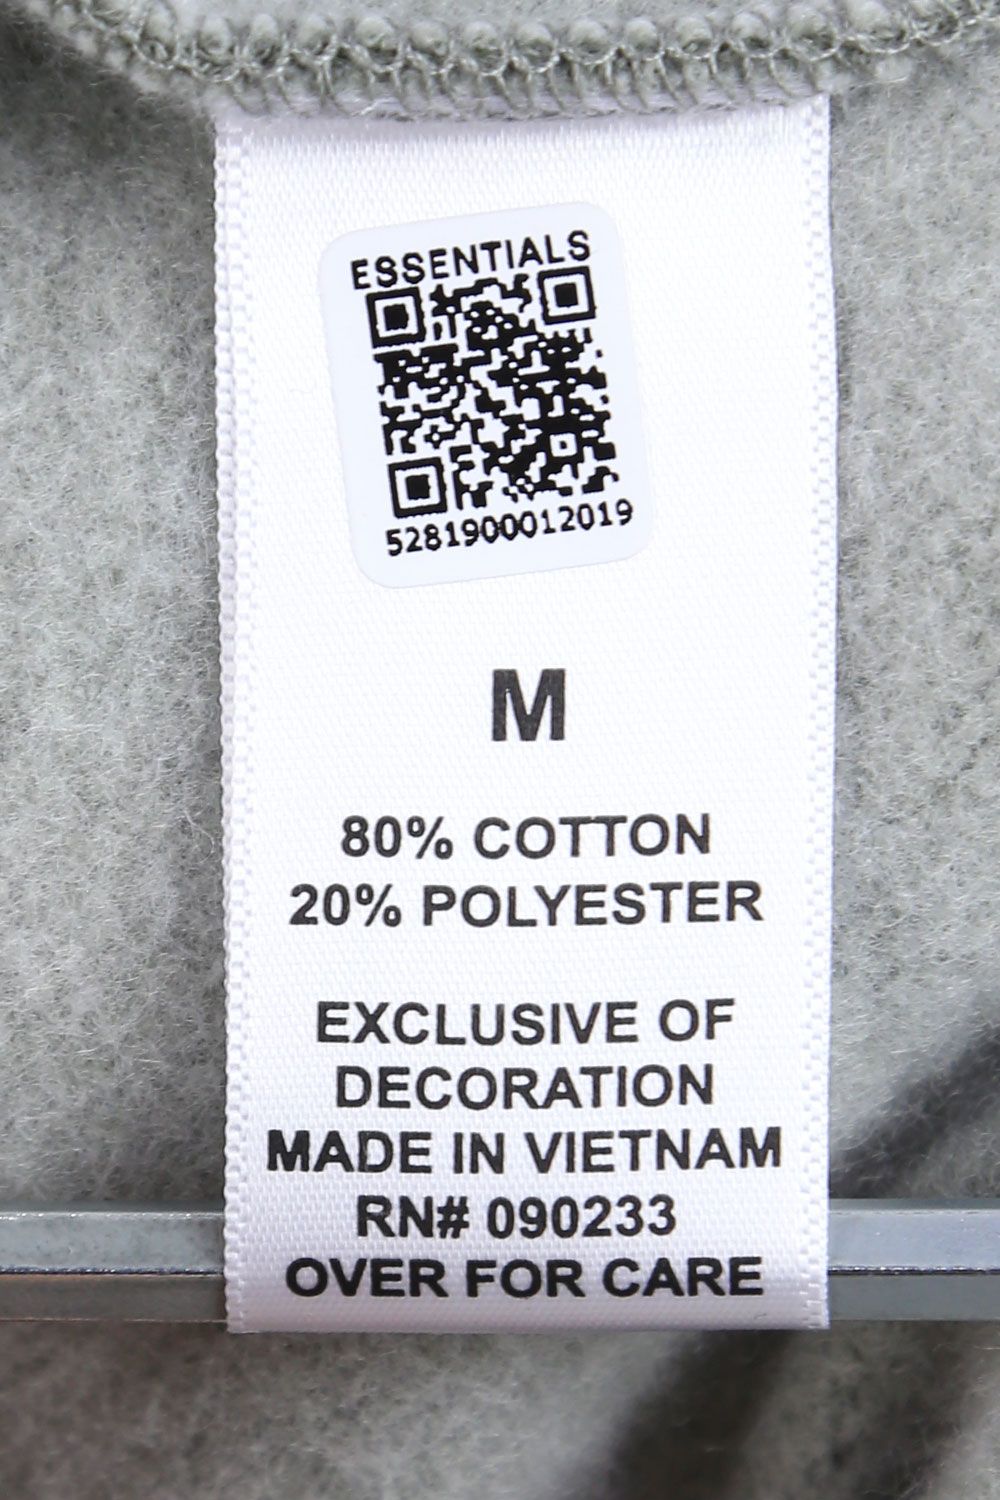 ESSENTIALS
5281900012019
M
80% COTTON
20% POLYESTER
EXCLUSIVE OF
DECORATION
MADE IN VIETNAM
RN# 090233
OVER FOR CARE